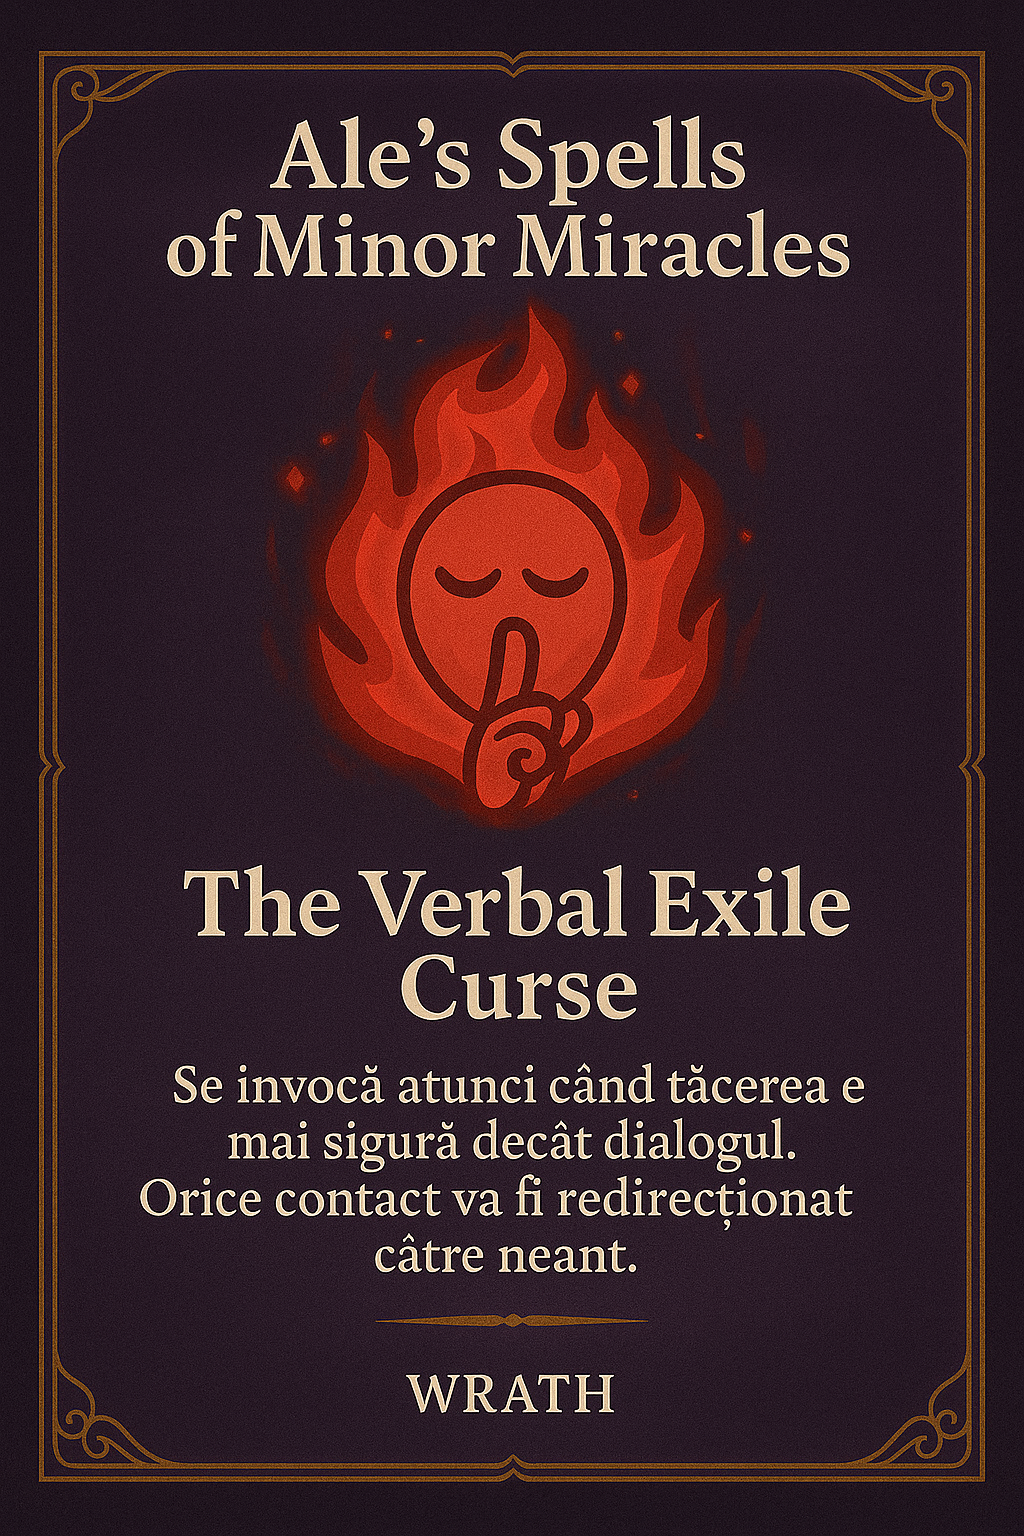 Ale's Spells
of Minor Miracles
The Verbal Exile
Curse
Se invocă atunci când tăcerea e
mai sigură decât dialogul.
Orice contact va fi redirecționat
câtre neant.
WRATH